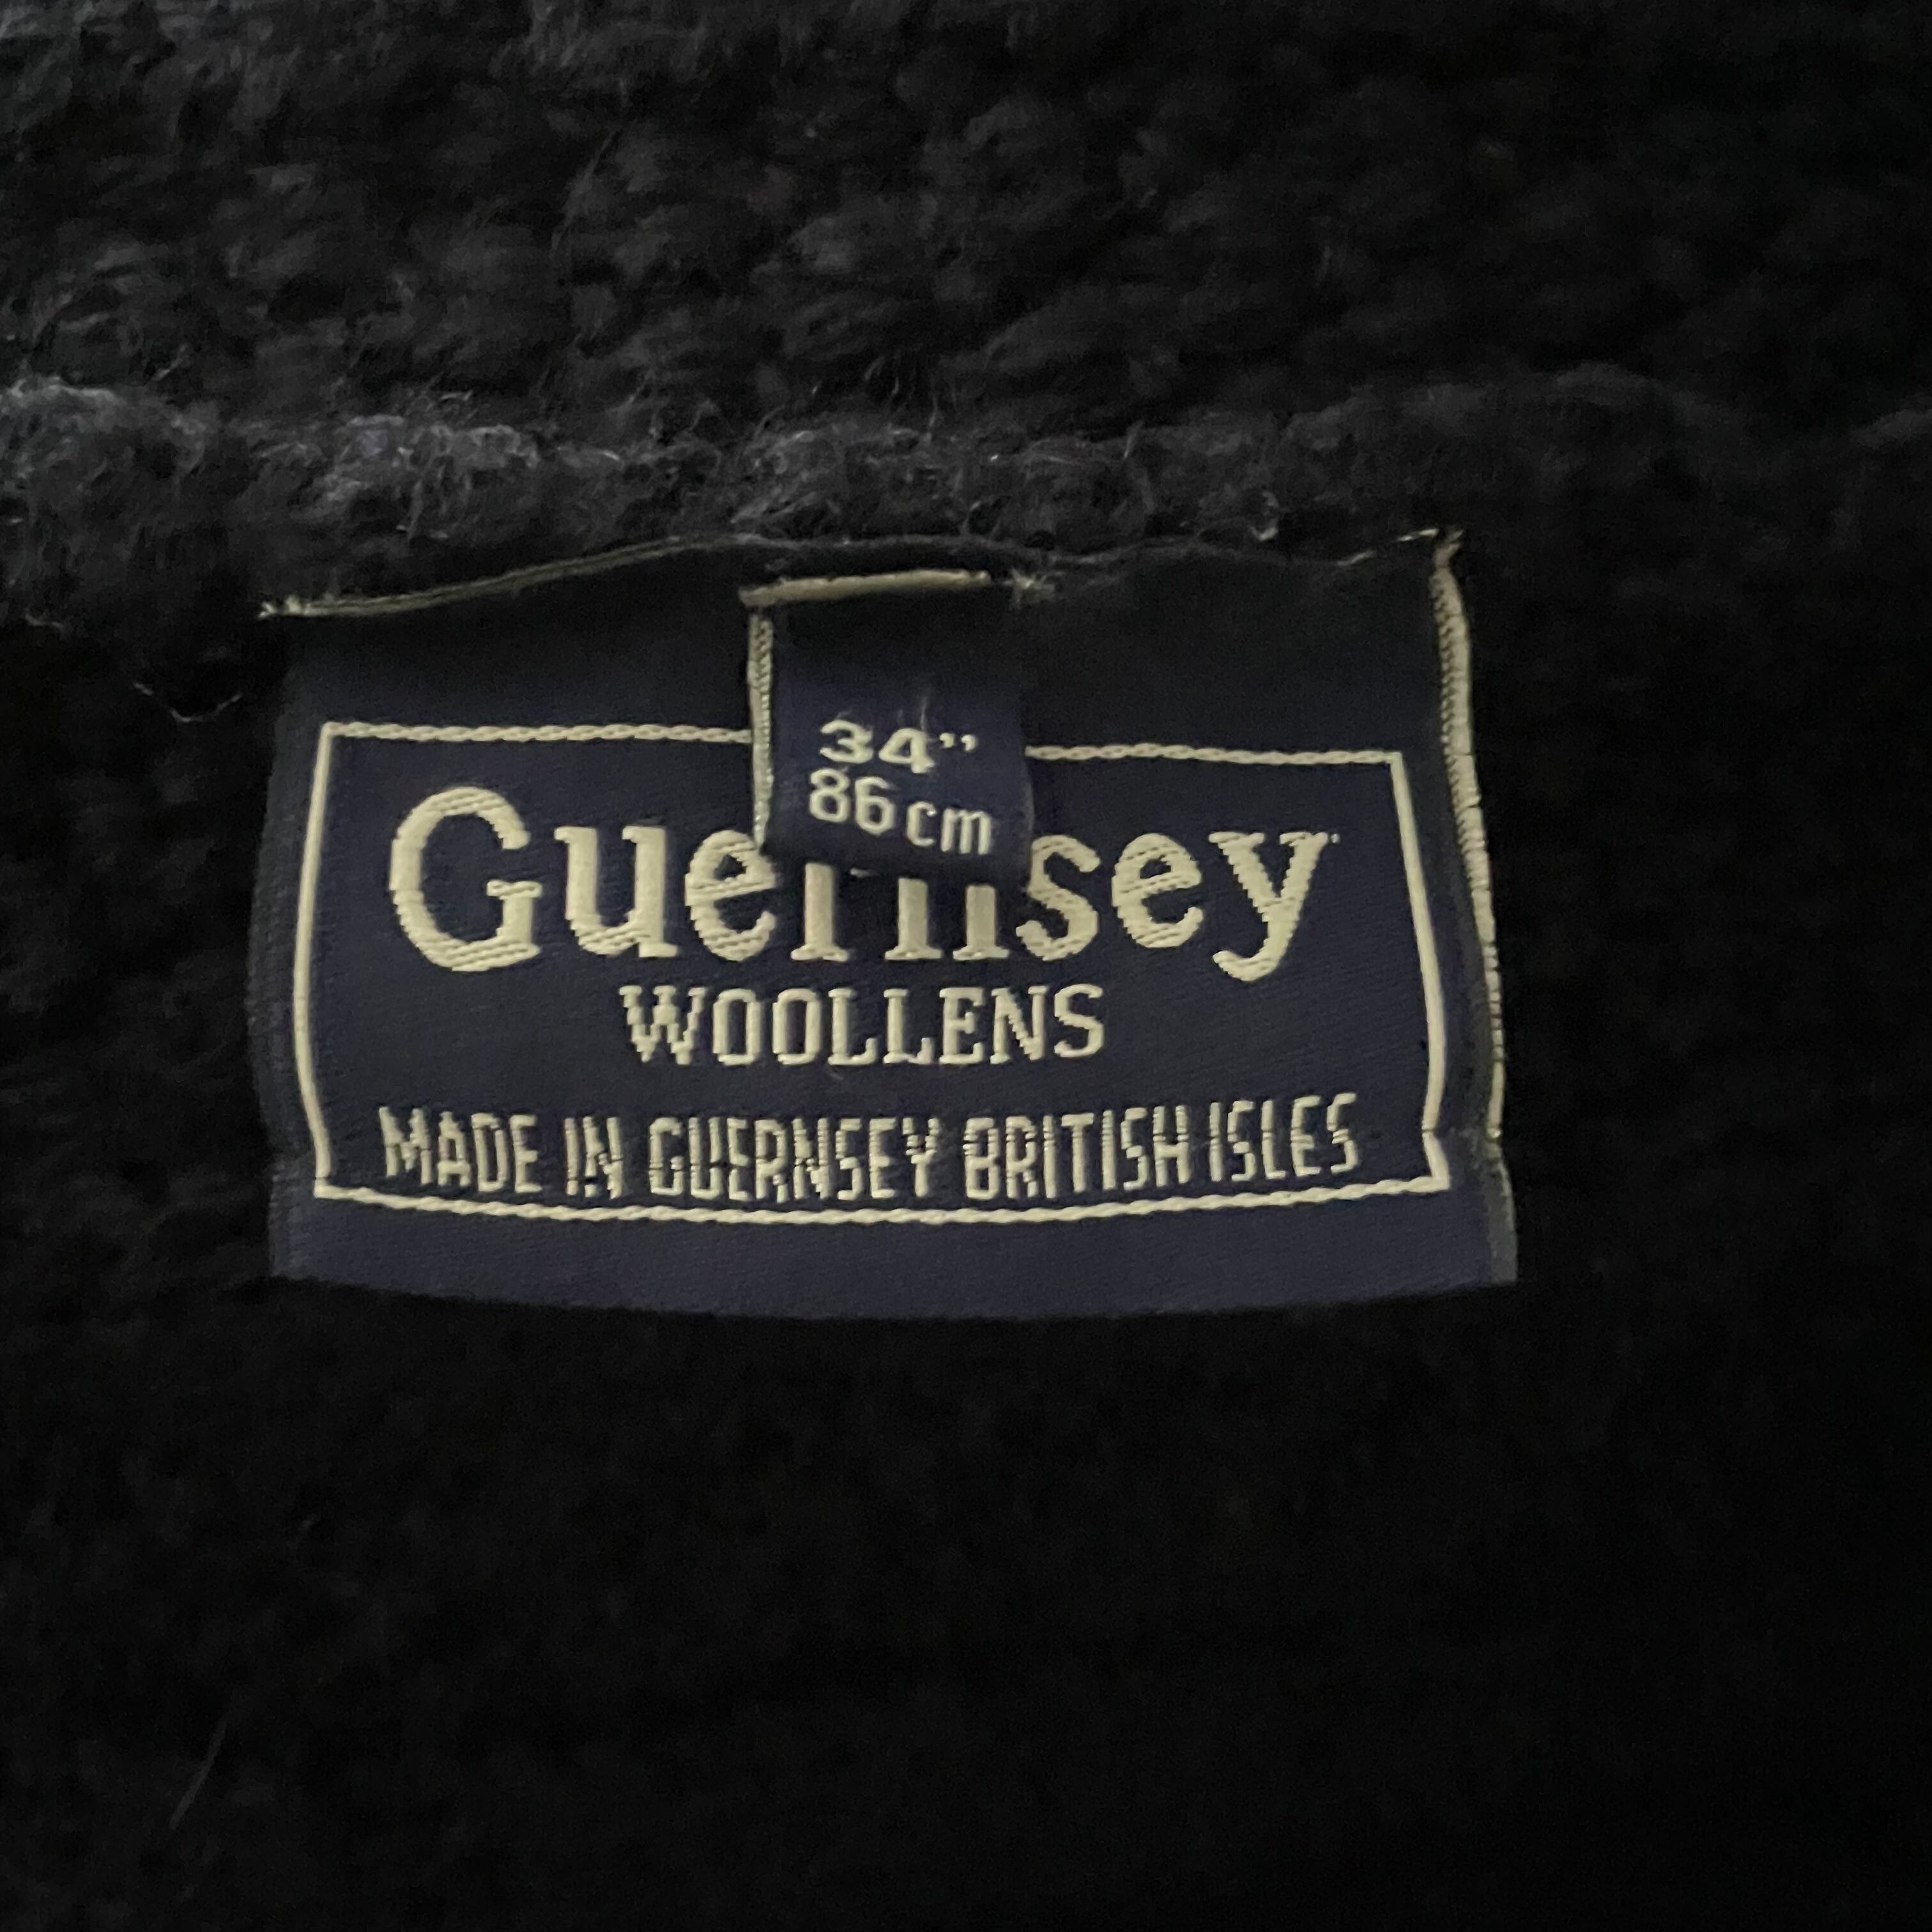 34"
86cm
Guernsey
WOOLLENS
MADE IN GUERNSEY BRITISH ISLES